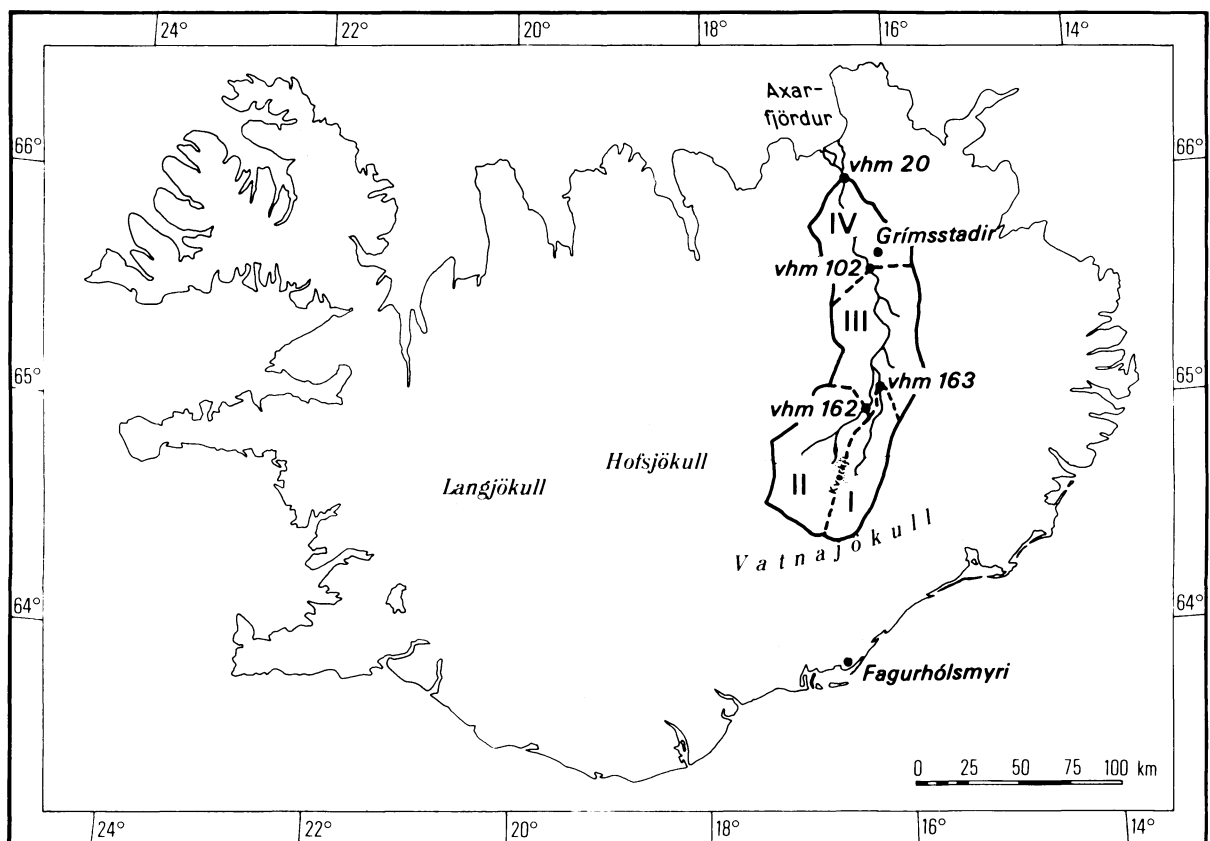 24° 22° 20° 18° 16° 14°
Axar-
fjördur
66° 66°
vhm 20
IV
Grímsstadir
vhm 102
III
65° 65°
vhm 163
vhm 162
Hofsjökull
Langjökull
II
Kverkfj.
I
Vatnajökull
64° 64°
Fagurhólsmyri
0 25 50 75 100 km
24° 22° 20° 18° 16° 14°